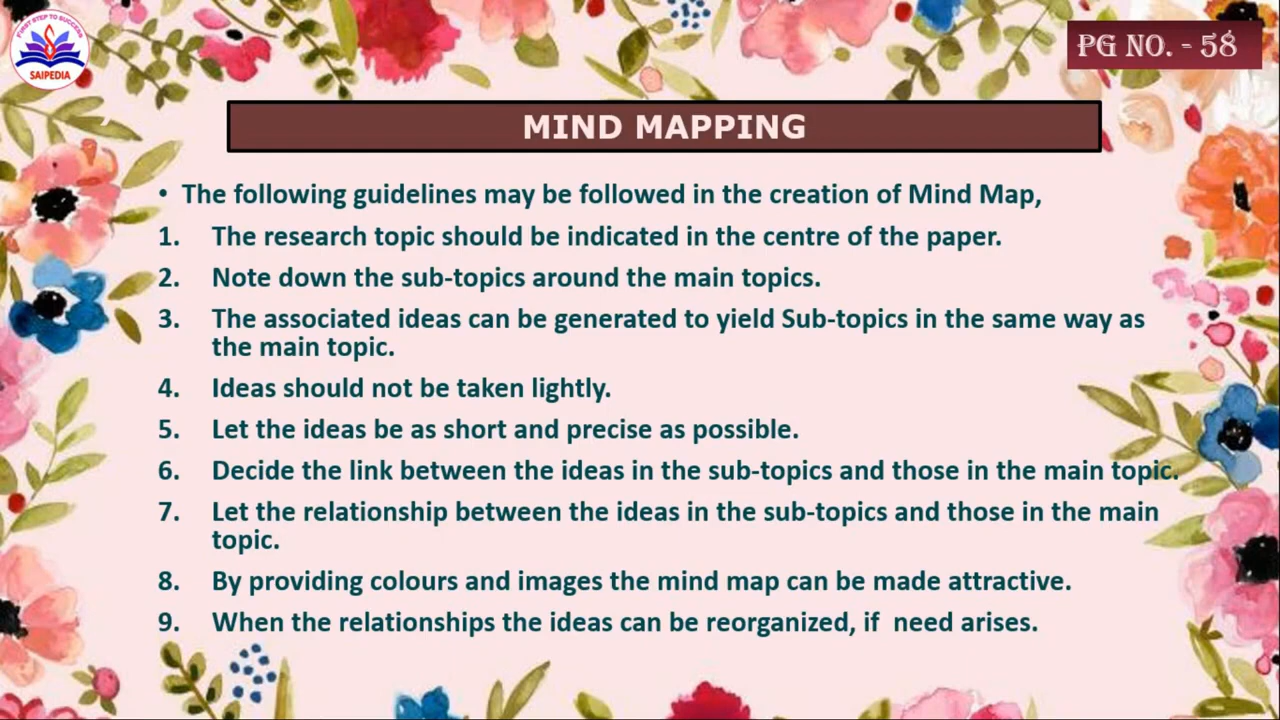 FIRST STEP TO SUCCESS
SAIPEDIA
PG NO. - 58
MIND MAPPING
• The following guidelines may be followed in the creation of Mind Map,
1. The research topic should be indicated in the centre of the paper.
2. Note down the sub-topics around the main topics.
3. The associated ideas can be generated to yield Sub-topics in the same way as
the main topic.
4. Ideas should not be taken lightly.
5. Let the ideas be as short and precise as possible.
6. Decide the link between the ideas in the sub-topics and those in the main topic.
7. Let the relationship between the ideas in the sub-topics and those in the main
topic.
8. By providing colours and images the mind map can be made attractive.
9. When the relationships the ideas can be reorganized, if  need arises.